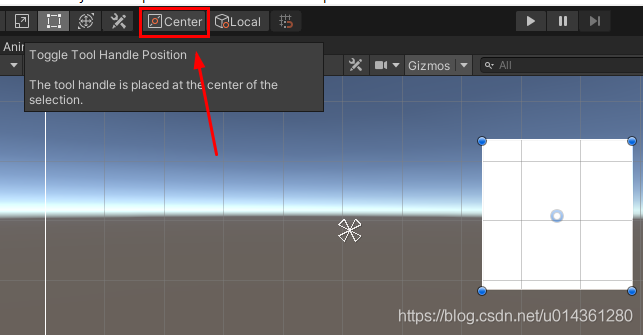 Center
Local
Toggle Tool Handle Position
The tool handle is placed at the center of the
selection.
Gizmos
All
https://blog.csdn.net/u014361280